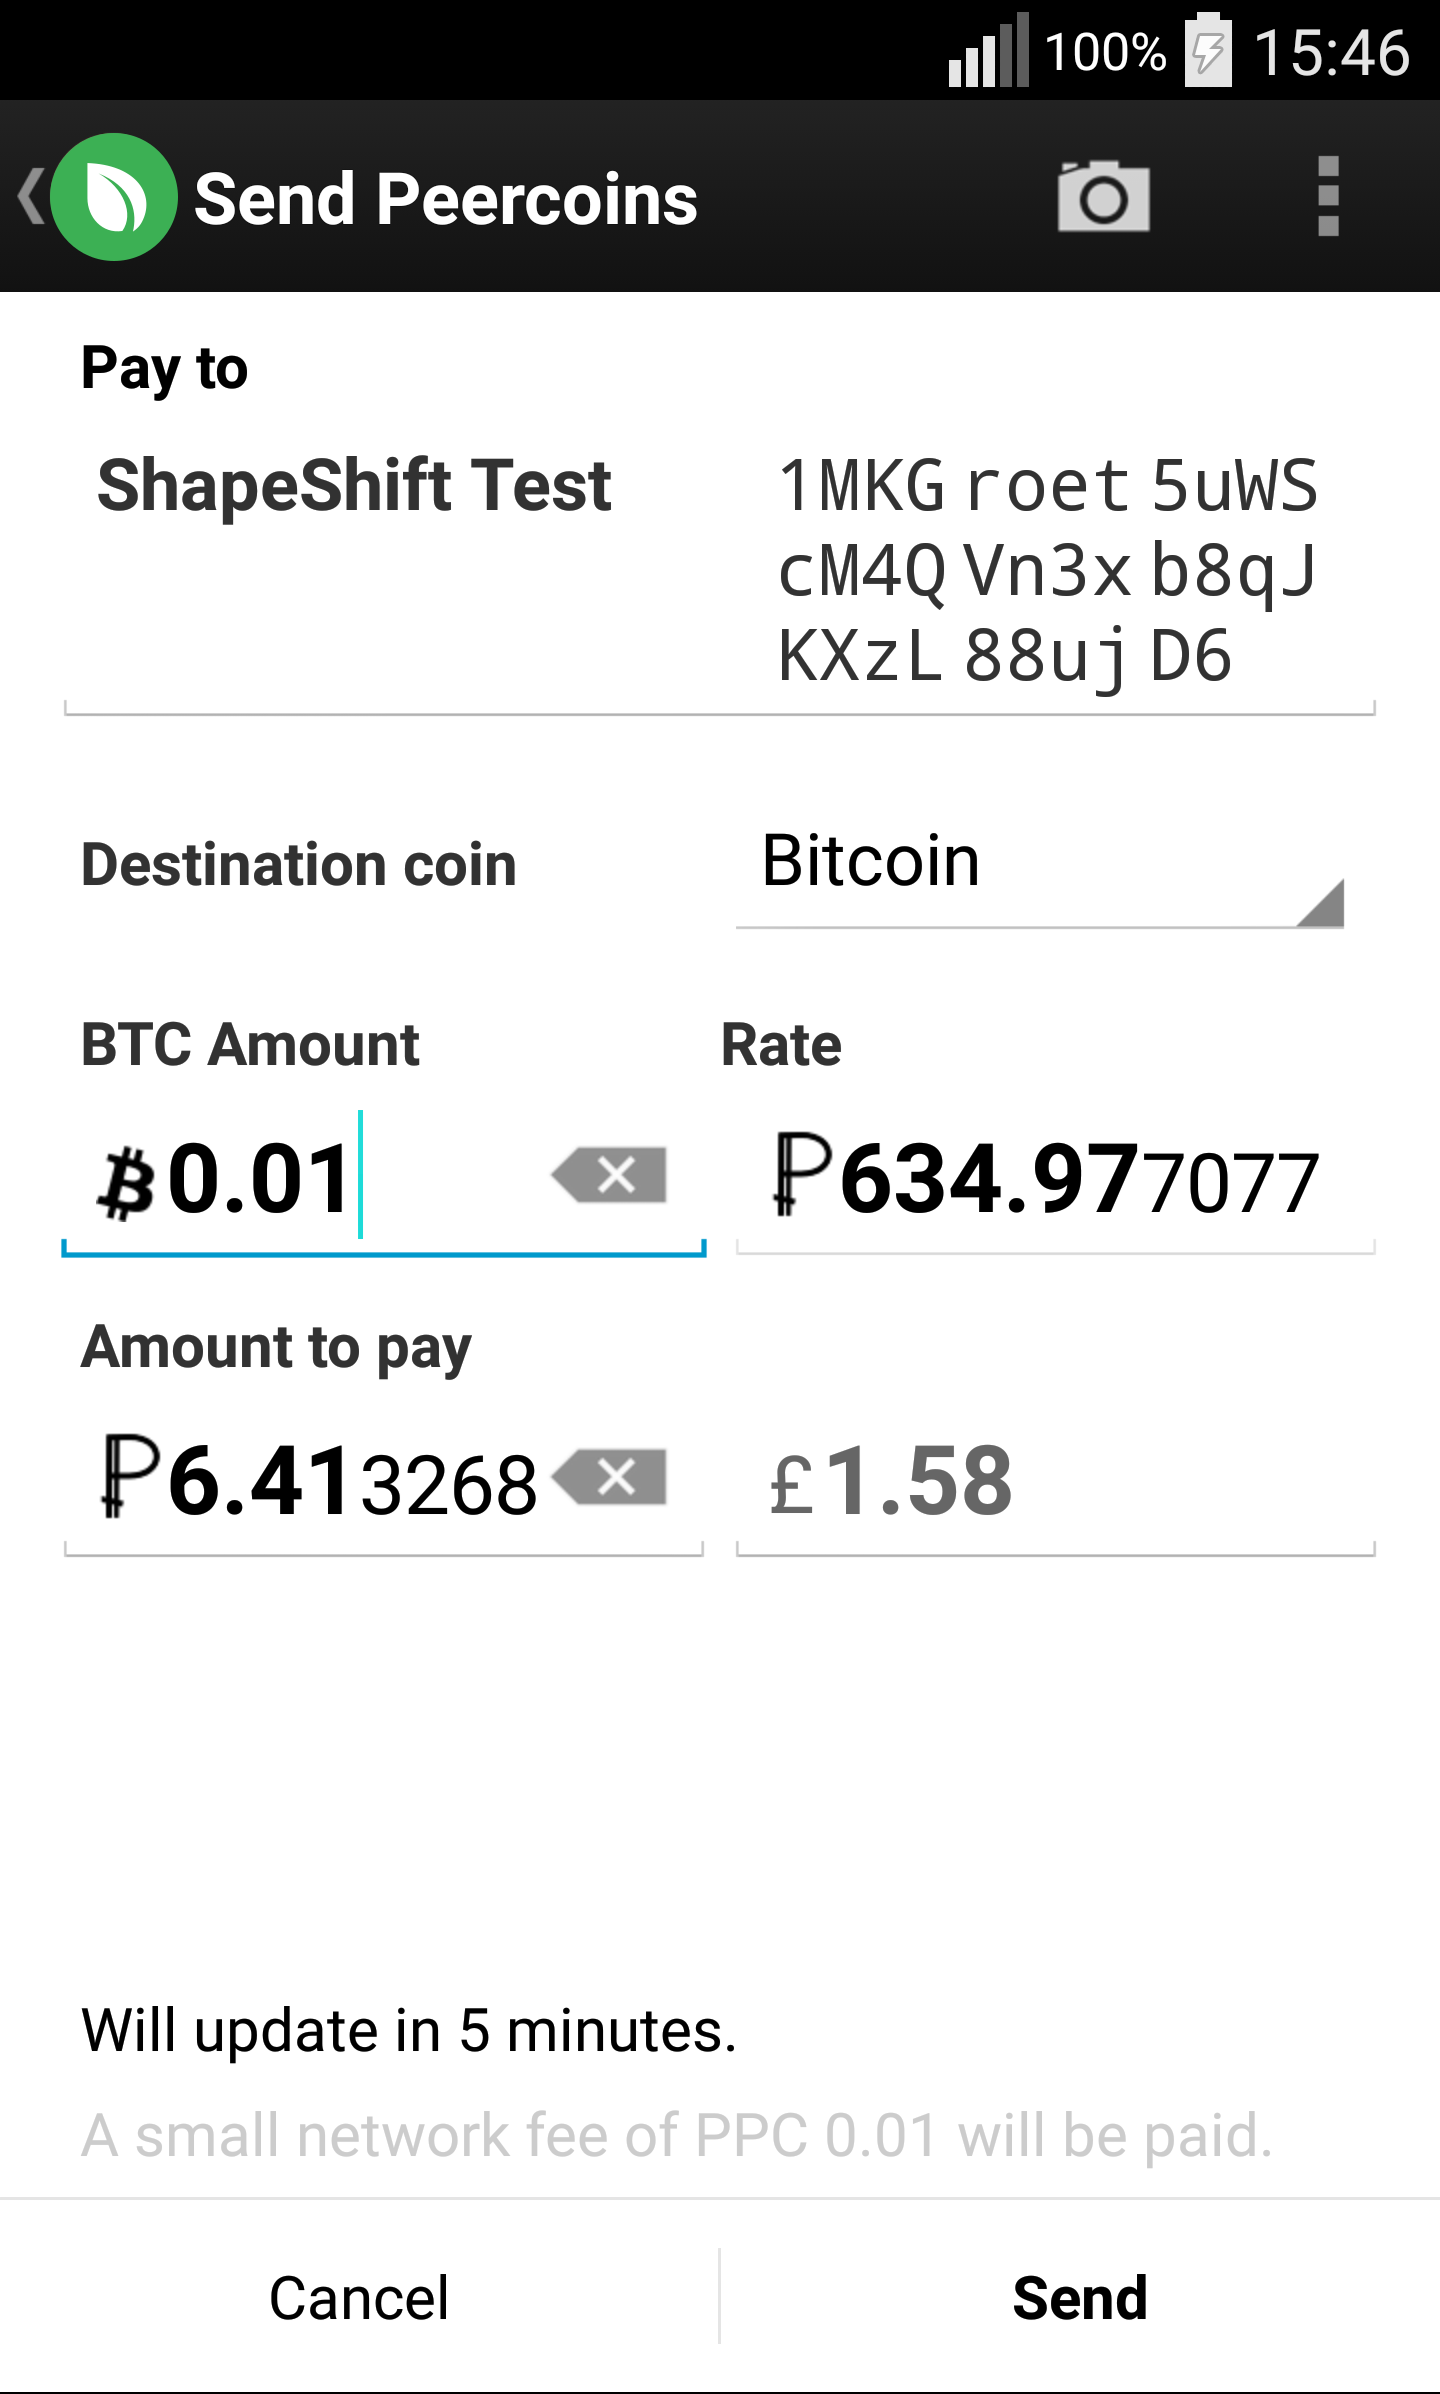 100% 15:46
Send Peercoins
Pay to
ShapeShift Test
1MKG roet 5uWS
cM4Q Vn3x b8qJ
KXzL 88uj D6
Destination coin Bitcoin
BTC Amount Rate
₿0.01 ₱634.977077
Amount to pay
₱6.413268 £1.58
Will update in 5 minutes.
A small network fee of PPC 0.01 will be paid.
Cancel Send